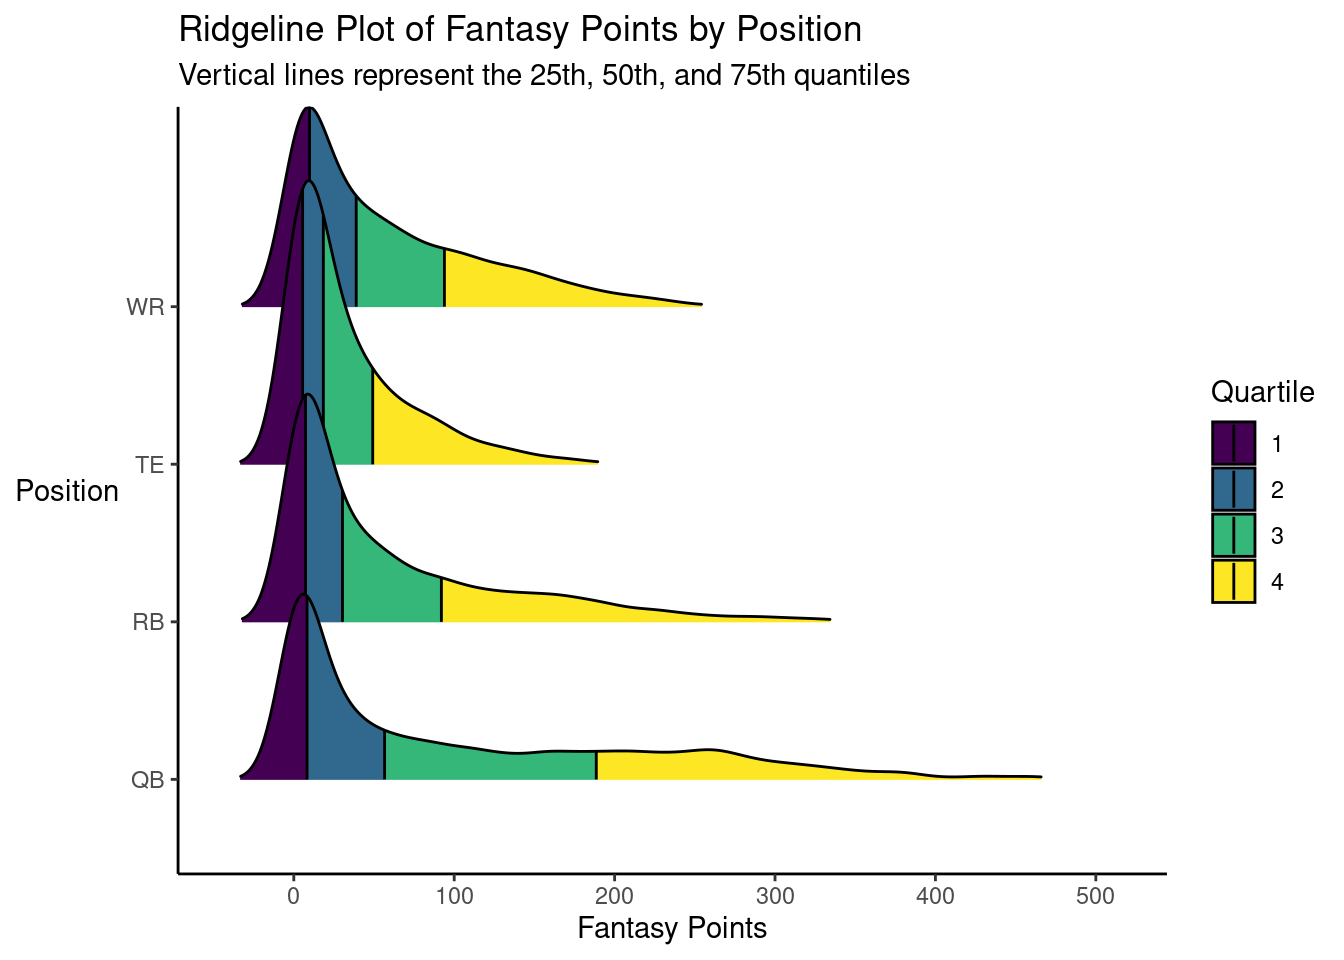 Ridgeline Plot of Fantasy Points by Position
Vertical lines represent the 25th, 50th, and 75th quantiles
WR
TE
RB
QB
Position
0 100 200 300 400 500
Fantasy Points
Quartile
1
2
3
4